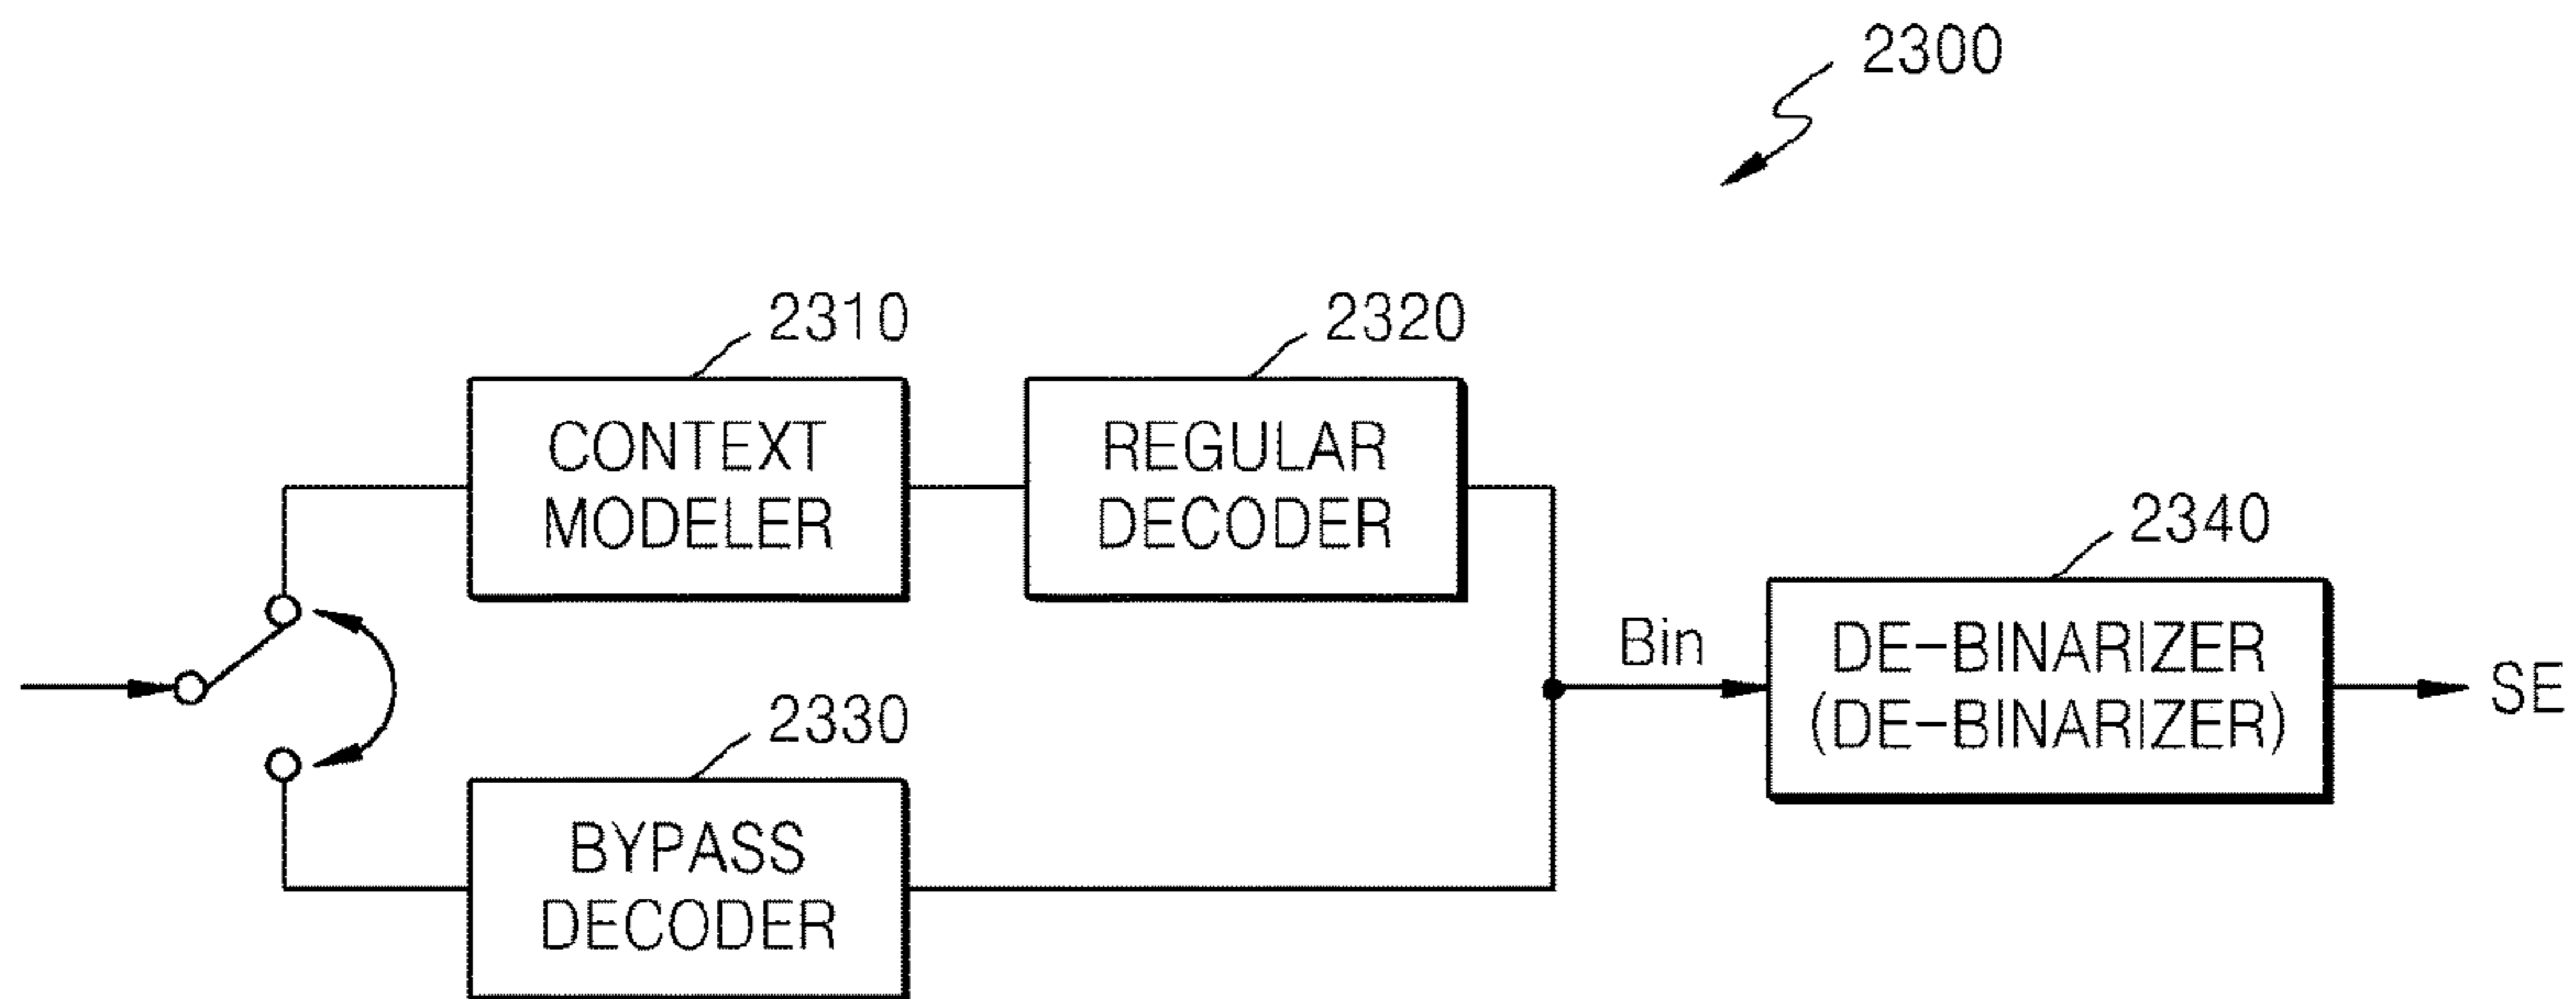 2300
2310
2320
CONTEXT
MODELER
REGULAR
DECODER
2340
Bin
DE-BINARIZER
(DE-BINARIZER)
SE
2330
BYPASS
DECODER